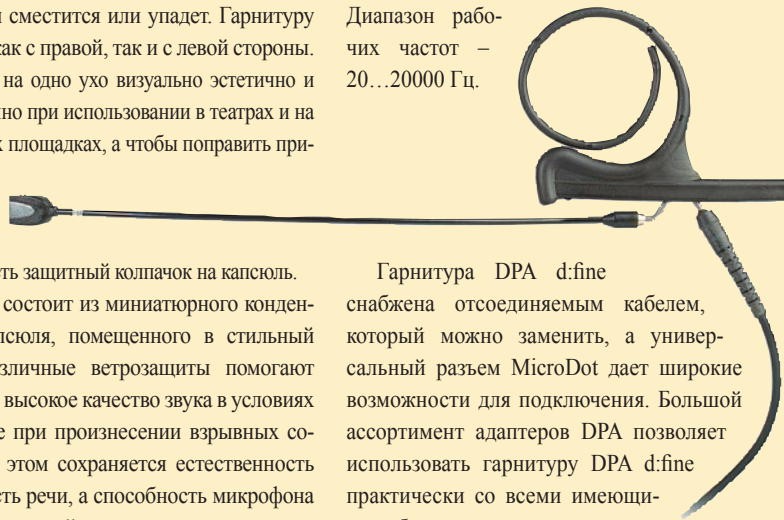 сместится или упадет. Гарнитуру
как с правой, так и с левой стороны.
на одно ухо визуально эстетично и
но при использовании в театрах и на
х площадках, а чтобы поправить при-
ть защитный колпачок на капсюль.
состоит из миниатюрного конден-
псюля, помещенного в стильный
зличные ветрозащиты помогают
высокое качество звука в условиях
е при произнесении взрывных со-
этом сохраняется естественность
сть речи, а способность микрофона
Диапазон рабо-
чих частот –
20…20000 Гц.
Гарнитура DPA d:fine
снабжена отсоединяемым кабелем,
который можно заменить, а универ-
сальный разъем MicroDot дает широкие
возможности для подключения. Большой
ассортимент адаптеров DPA позволяет
использовать гарнитуру DPA d:fine
практически со всеми имеющи-